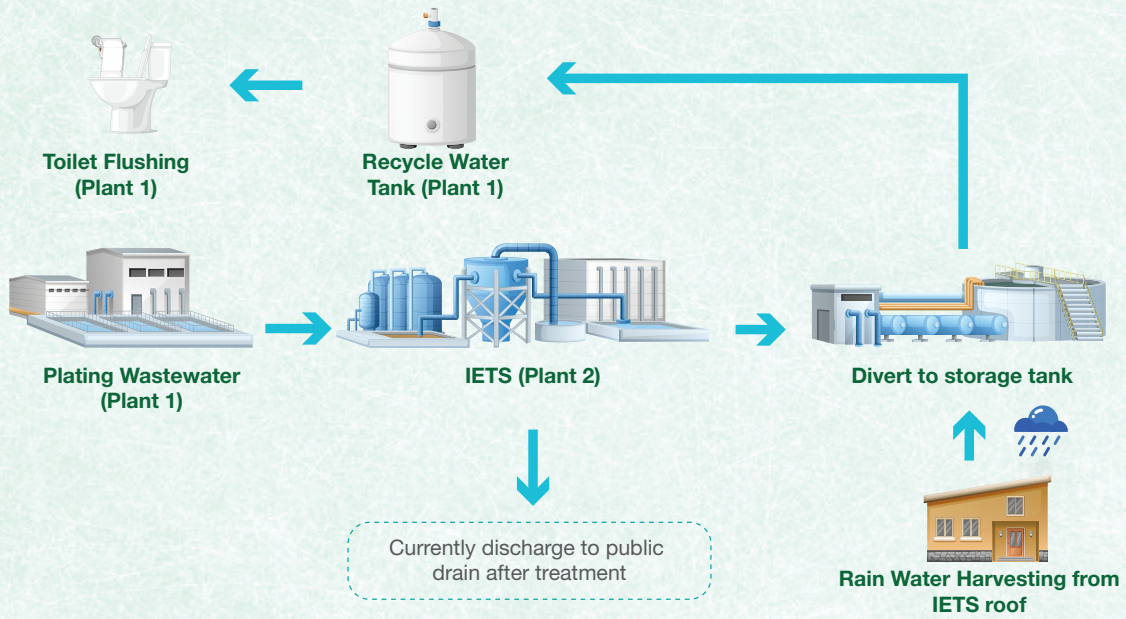 Toilet Flushing
(Plant 1)
Recycle Water
Tank (Plant 1)
Plating Wastewater
(Plant 1)
IETS (Plant 2)
Divert to storage tank
Currently discharge to public
drain after treatment
Rain Water Harvesting from
IETS roof